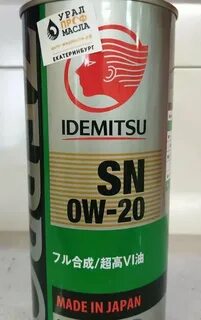 УРАЛ
ПРОФ
МАСЛА
ЕКАТЕРИНБУРГ
IDEMITSU
SN
0W-20
フル合成/超高VI油
MADE IN JAPAN